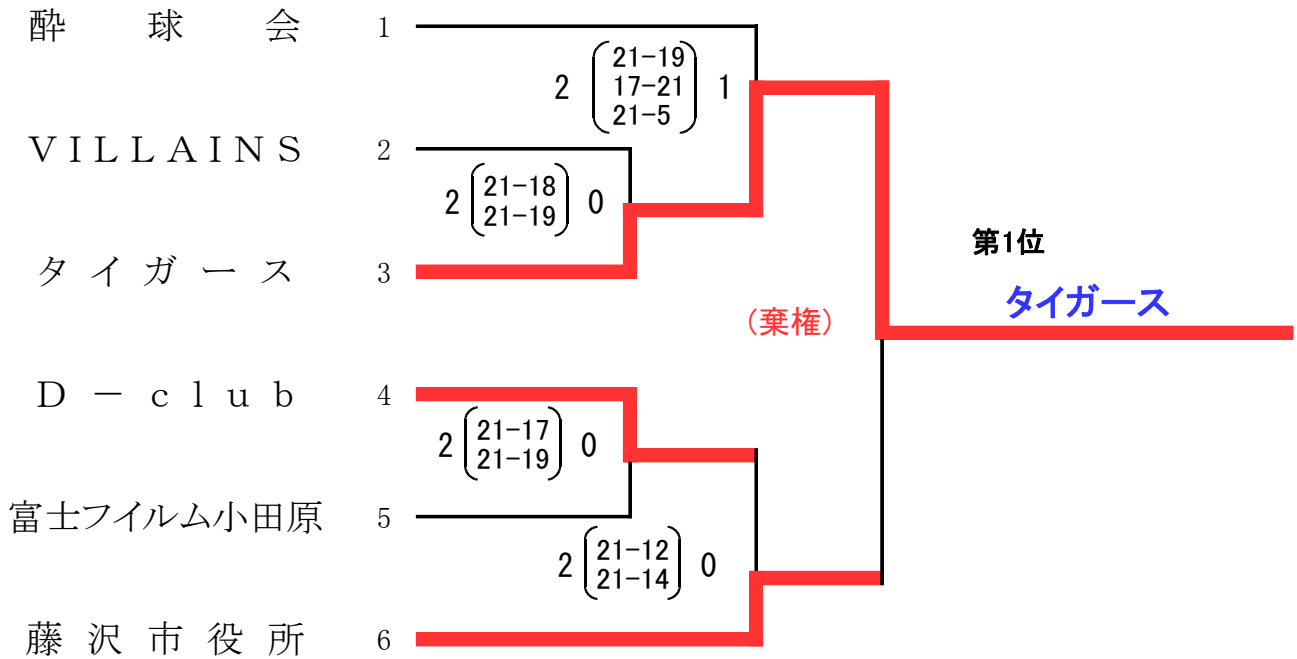 酔球会 1
21-19
2 17-21 1
21-5
ＶＩＬＬＡＩＮＳ 2
2 21-18 0
21-19
タイガース 3
第1位
タイガース
(棄権)
Ｄ－ｃｌｕｂ 4
2 21-17 0
21-19
富士フイルム小田原 5
2 21-12 0
21-14
藤沢市役所 6